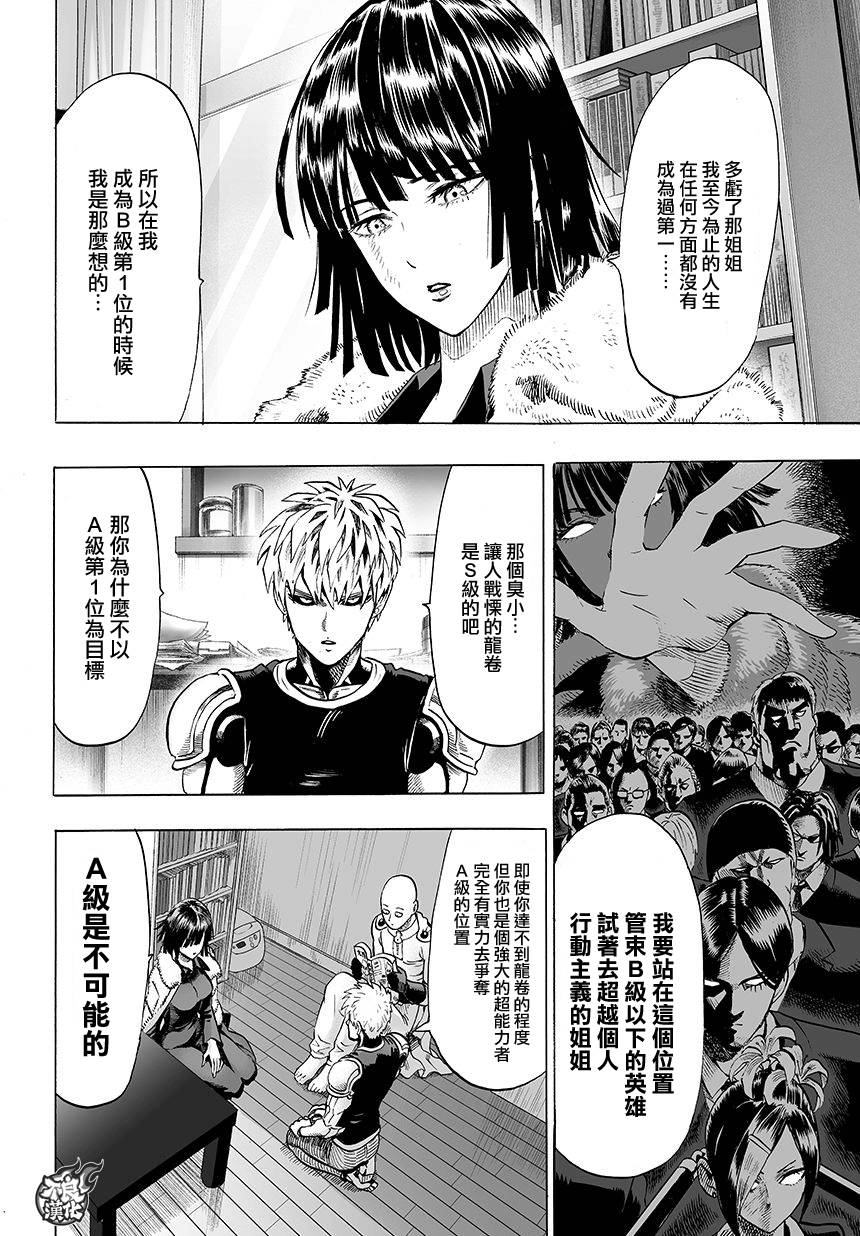 多虧了那姐姐
我至今為止的人生
在任何方面都沒有
成為過第一……
所以在我
成為B級第1位的時候
我是那麼想的…
我要站在這個位置
管束B級以下的英雄
試著去超越個人
行動主義的姐姐
那個臭小…
讓人戰慄的龍卷
是S級的吧
那你為什麼不以
A級第1位為目標
即使你達不到龍卷的程度
但你也是個強大的超能力者
完全有實力去爭奪
A級的位置
A級是不可能的
大狼
漢化